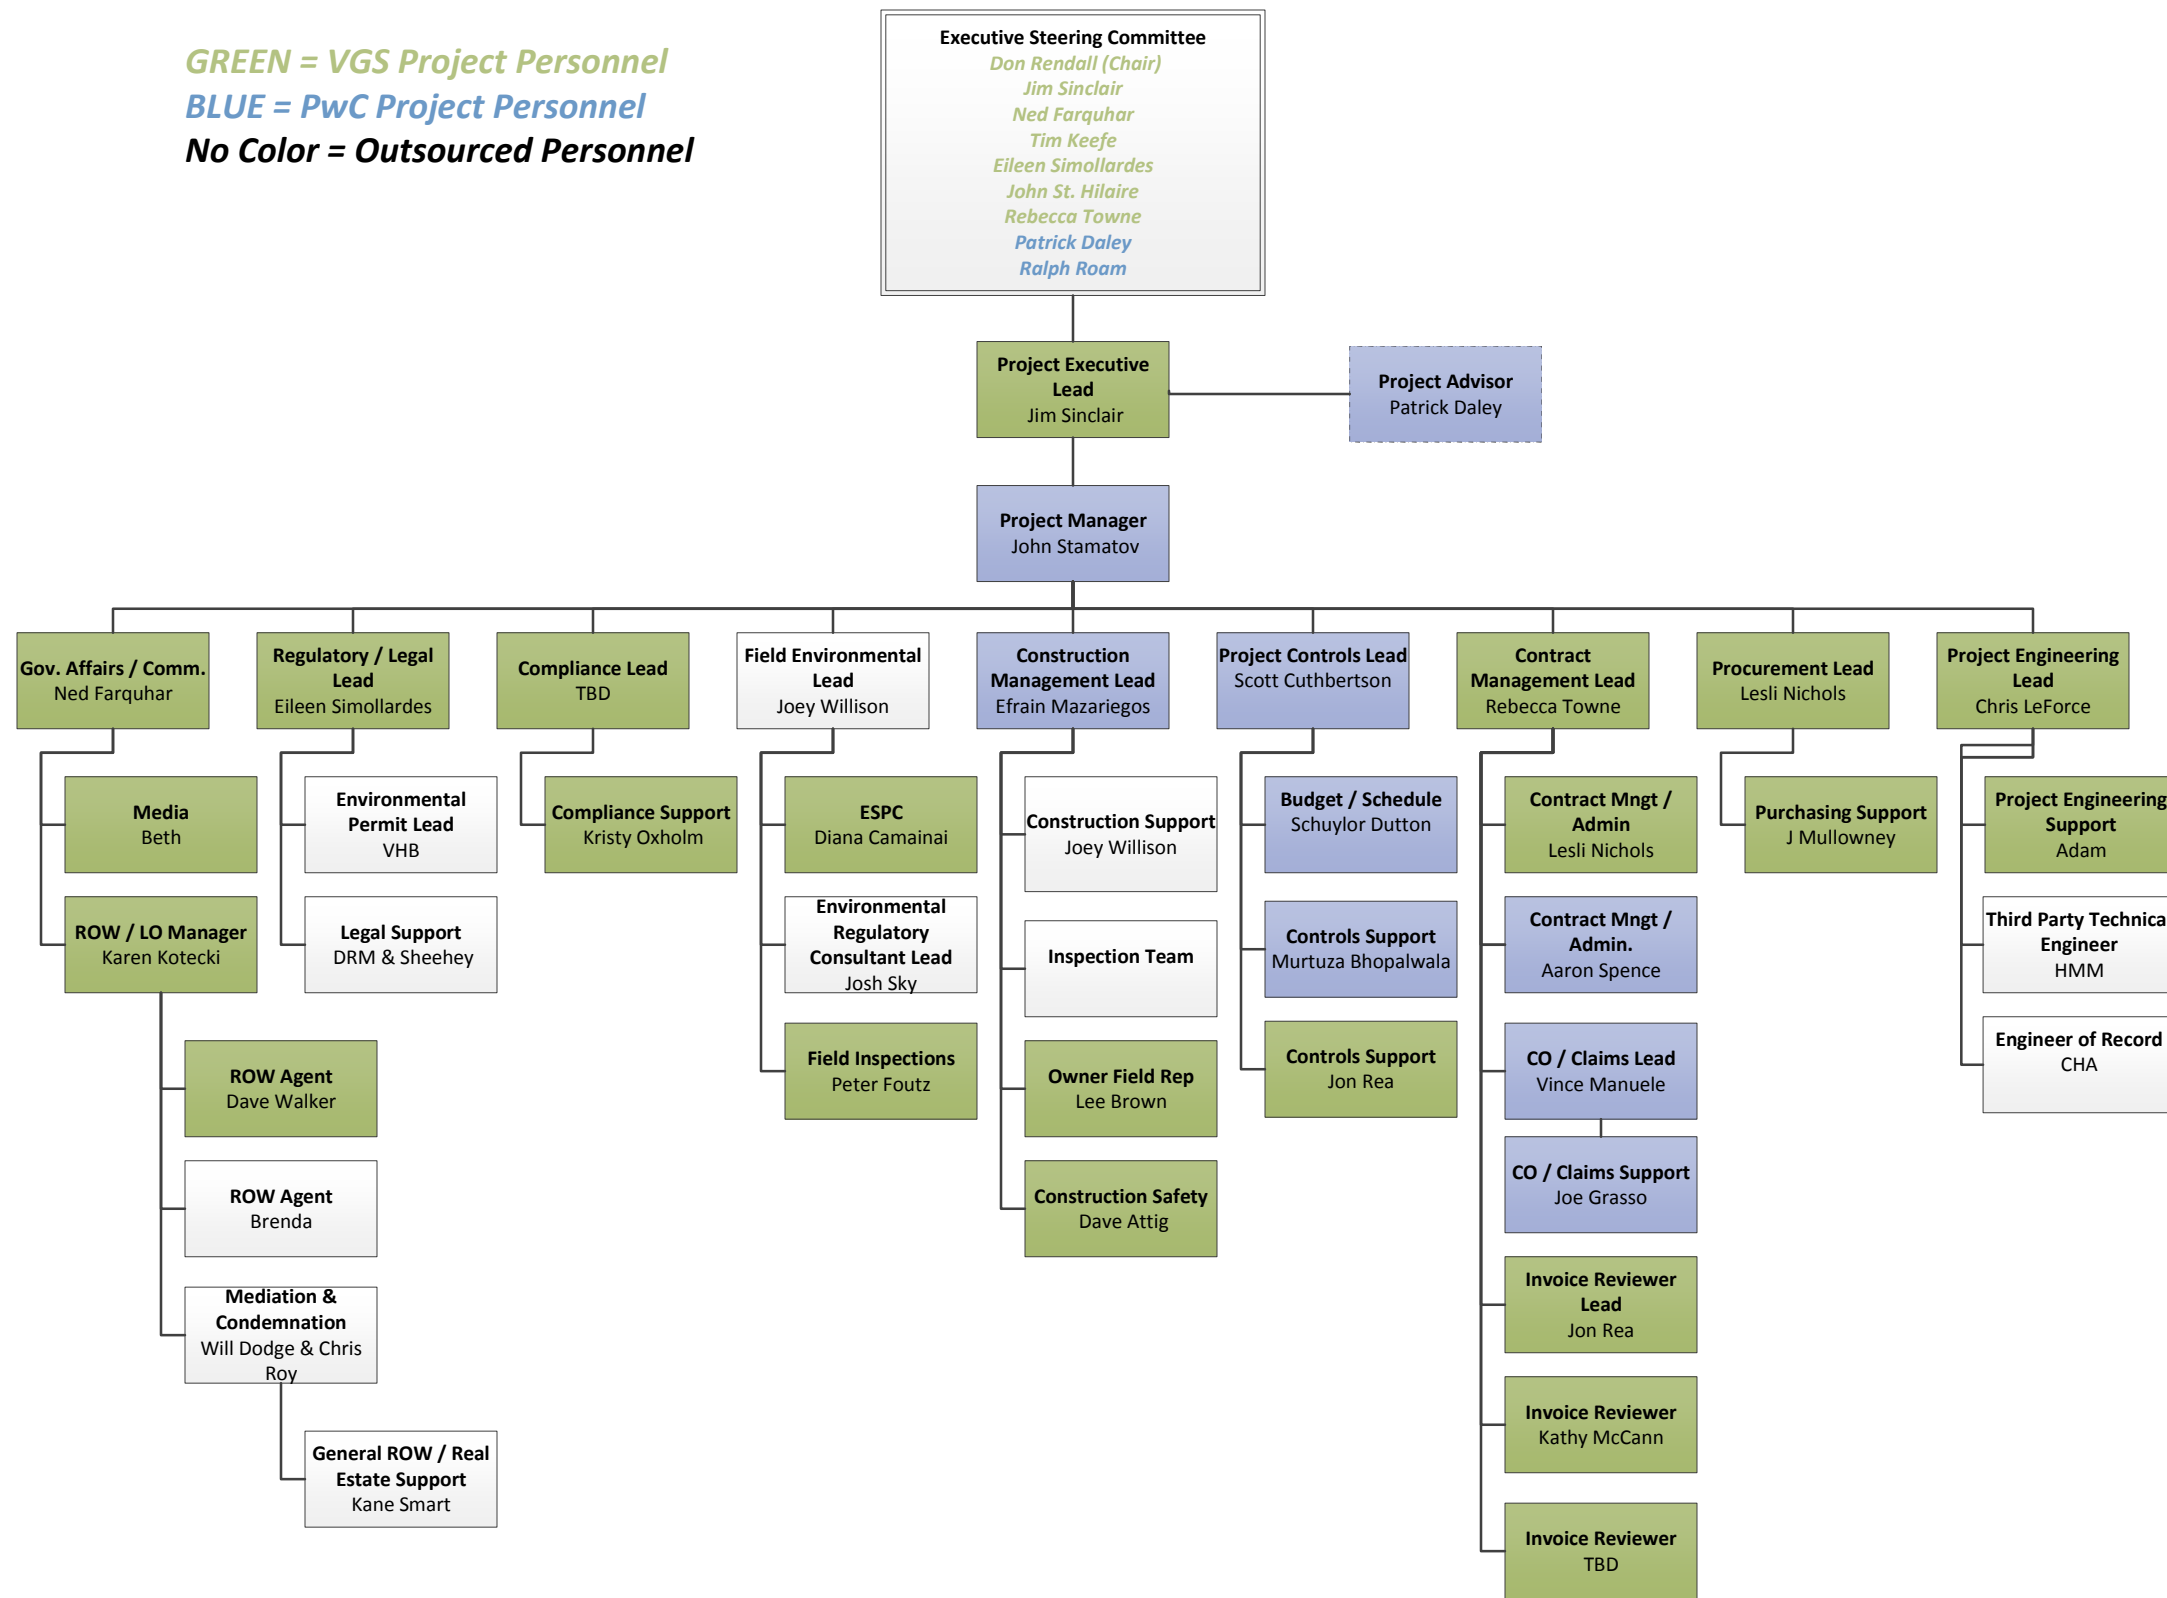 GREEN = VGS Project Personnel
BLUE = PwC Project Personnel
No Color = Outsourced Personnel
Executive Steering Committee
Don Rendall (Chair)
Jim Sinclair
Ned Farquhar
Tim Keefe
Eileen Simollardes
John St. Hilaire
Rebecca Towne
Patrick Daley
Ralph Roam
Project Executive
Lead
Jim Sinclair
Project Advisor
Patrick Daley
Project Manager
John Stamatov
Gov. Affairs / Comm.
Ned Farquhar
Regulatory / Legal
Lead
Eileen Simollardes
Compliance Lead
TBD
Field Environmental
Lead
Joey Willison
Construction
Management Lead
Efrain Mazariegos
Project Controls Lead
Scott Cuthbertson
Contract
Management Lead
Rebecca Towne
Procurement Lead
Lesli Nichols
Project Engineering
Lead
Chris LeForce
Media
Beth
ROW / LO Manager
Karen Kotecki
ROW Agent
Dave Walker
ROW Agent
Brenda
Mediation &
Condemnation
Will Dodge & Chris
Roy
General ROW / Real
Estate Support
Kane Smart
Environmental
Permit Lead
VHB
Legal Support
DRM & Sheehey
Compliance Support
Kristy Oxholm
ESPC
Diana Camainai
Environmental
Regulatory
Consultant Lead
Josh Sky
Field Inspections
Peter Foutz
Construction Support
Joey Willison
Inspection Team
Owner Field Rep
Lee Brown
Construction Safety
Dave Attig
Budget / Schedule
Schuylor Dutton
Controls Support
Murtuza Bhopalwala
Controls Support
Jon Rea
Contract Mngt /
Admin
Lesli Nichols
Contract Mngt /
Admin.
Aaron Spence
CO / Claims Lead
Vince Manuele
CO / Claims Support
Joe Grasso
Invoice Reviewer
Lead
Jon Rea
Invoice Reviewer
Kathy McCann
Invoice Reviewer
TBD
Purchasing Support
J Mullowney
Project Engineering
Support
Adam
Third Party Technica
Engineer
HMM
Engineer of Record
CHA